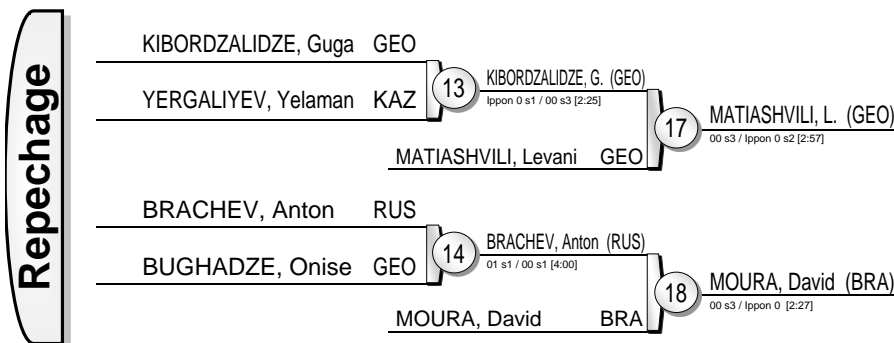 Repechage
KIBORDZALIDZE, Guga GEO
YERGALIYEV, Yelaman KAZ
13
KIBORDZALIDZE, G. (GEO)
Ippon 0 s1 / 00 s3 [2:25]
MATIASHVILI, Levani GEO
17
MATIASHVILI, L. (GEO)
00 s3 / Ippon 0 s2 [2:57]
BRACHEV, Anton RUS
BUGHADZE, Onise GEO
14
BRACHEV, Anton (RUS)
01 s1 / 00 s1 [4:00]
MOURA, David BRA
18
MOURA, David (BRA)
00 s3 / Ippon 0 [2:27]